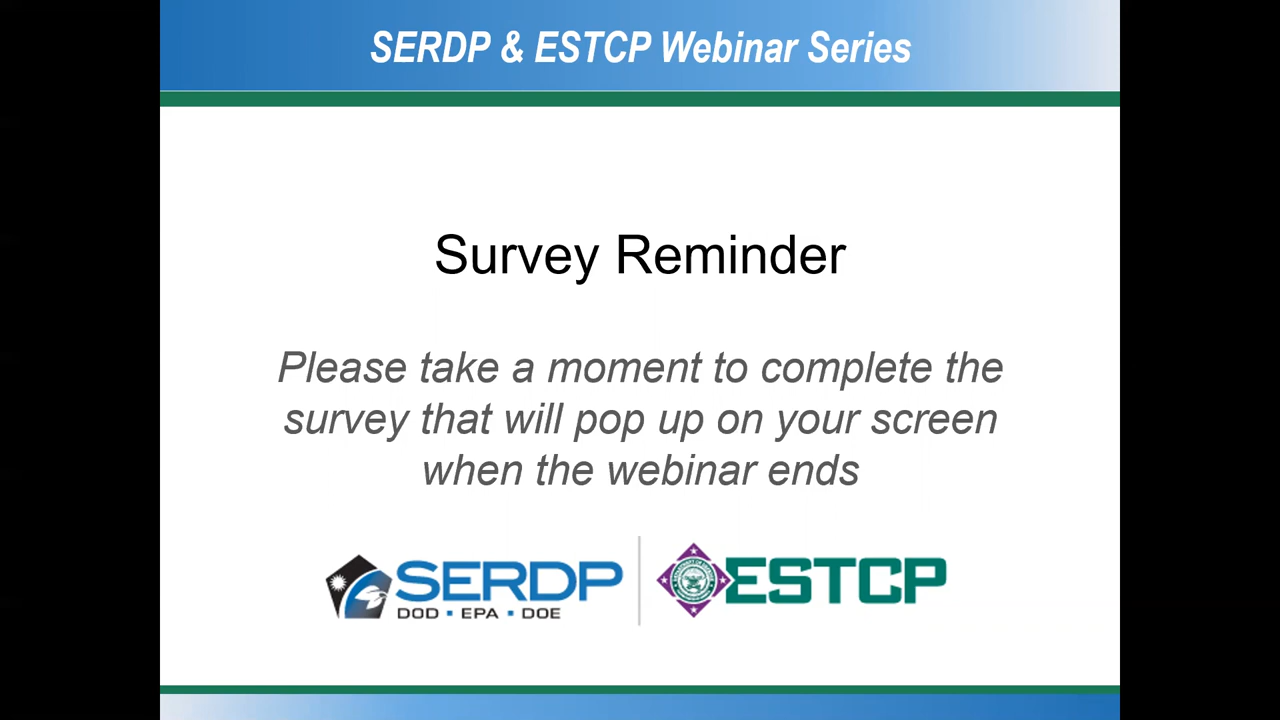 SERDP & ESTCP Webinar Series
Survey Reminder
Please take a moment to complete the
survey that will pop up on your screen
when the webinar ends
SERDP
DOD • EPA • DOE
ESTCP